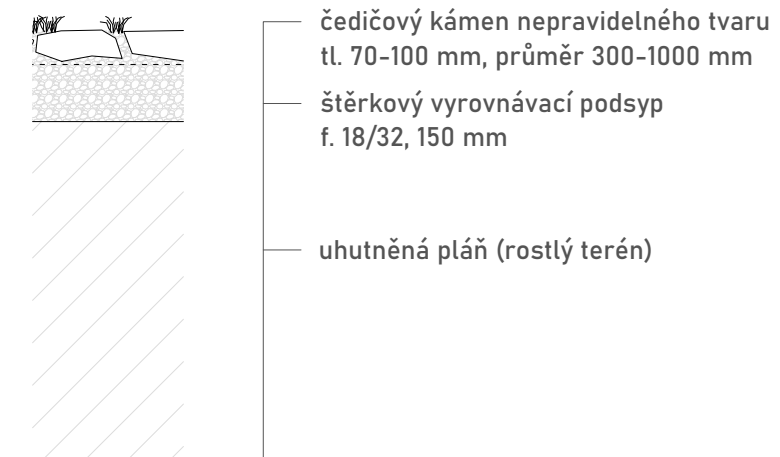 čedičový kámen nepravidelného tvaru
tl. 70-100 mm, průměr 300-1000 mm
štěrkový vyrovnávací podsyp
f. 18/32, 150 mm
uhutněná pláň (rostlý terén)